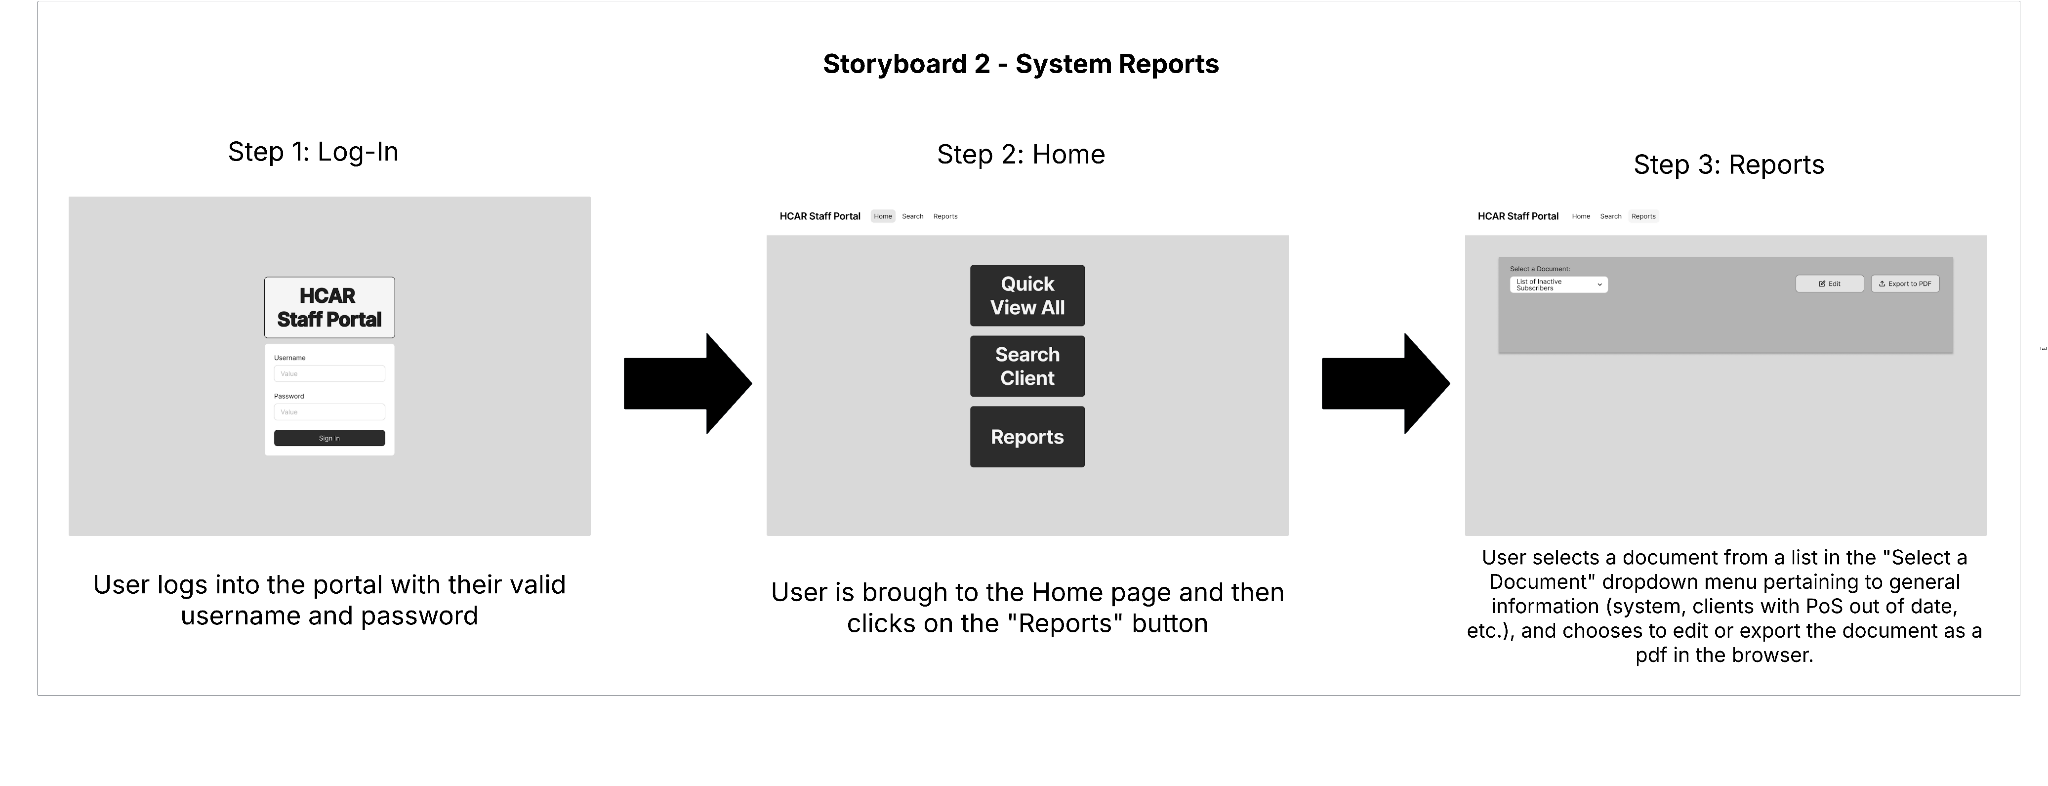 Storyboard 2 - System Reports
Step 1: Log-In
HCAR
Staff Portal
Username
Value
Password
Value
Sign In
User logs into the portal with their valid
username and password
Step 2: Home
HCAR Staff Portal Home Search Reports
Quick
View All
Search
Client
Reports
User is brough to the Home page and then
clicks on the "Reports" button
Step 3: Reports
HCAR Staff Portal Home Search Reports
Select a Document:
List of Inactive
Subscribers
Edit
Export to PDF
User selects a document from a list in the "Select a
Document" dropdown menu pertaining to general
information (system, clients with PoS out of date,
etc.), and chooses to edit or export the document as a
pdf in the browser.